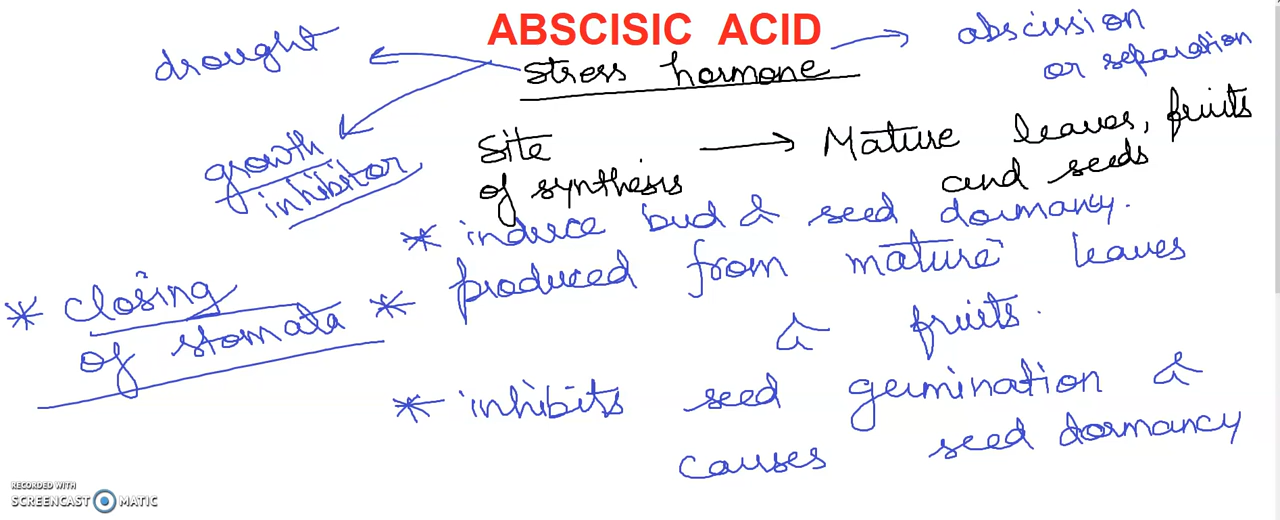 ABSCISIC ACID
drought
stress hormone
abscission
or separation
growth
inhibitor
site
of synthesis
Mature leaves, fruits
and seeds
* induce bud & seed dormancy.
* closing
of stomata
* produced from mature leaves
& fruits.
* inhibits seed germination &
causes seed dormancy
RECORDED WITH
SCREENCAST MATIC